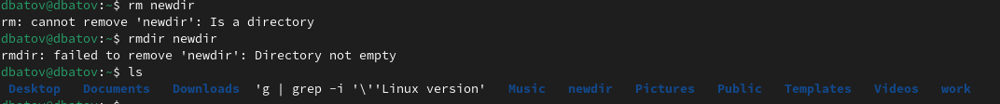 dbatov@dbatov:~$ rm newdir
rm: cannot remove 'newdir': Is a directory
dbatov@dbatov:~$ rmdir newdir
rmdir: failed to remove 'newdir': Directory not empty
dbatov@dbatov:~$ ls
Desktop Documents Downloads 'g | grep -i '\''Linux version' Music newdir Pictures Public Templates Videos work